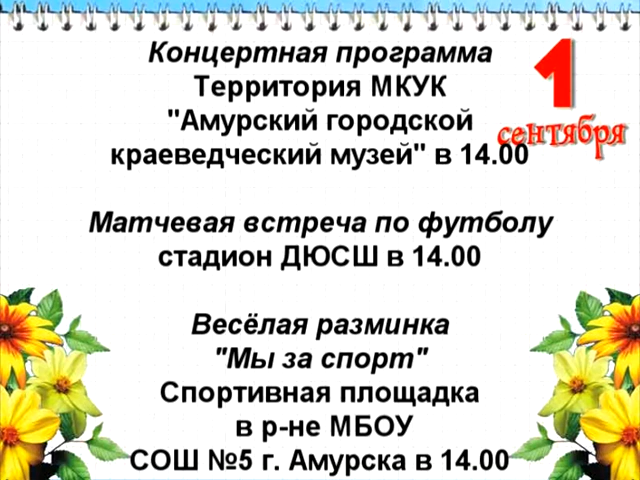 Концертная программа
Территория МКУК
"Амурский городской
краеведческий музей" в 14.00
1
сентября
Матчевая встреча по футболу
стадион ДЮСШ в 14.00
Весёлая разминка
"Мы за спорт"
Спортивная площадка
в р-не МБОУ
СОШ №5 г. Амурска в 14.00